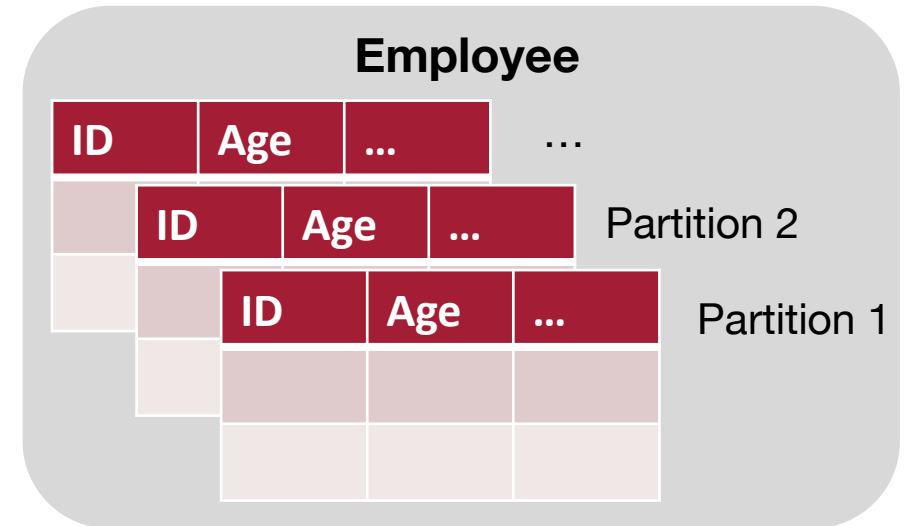 Employee
ID Age ... ...
ID Age ... Partition 2
ID Age ... Partition 1